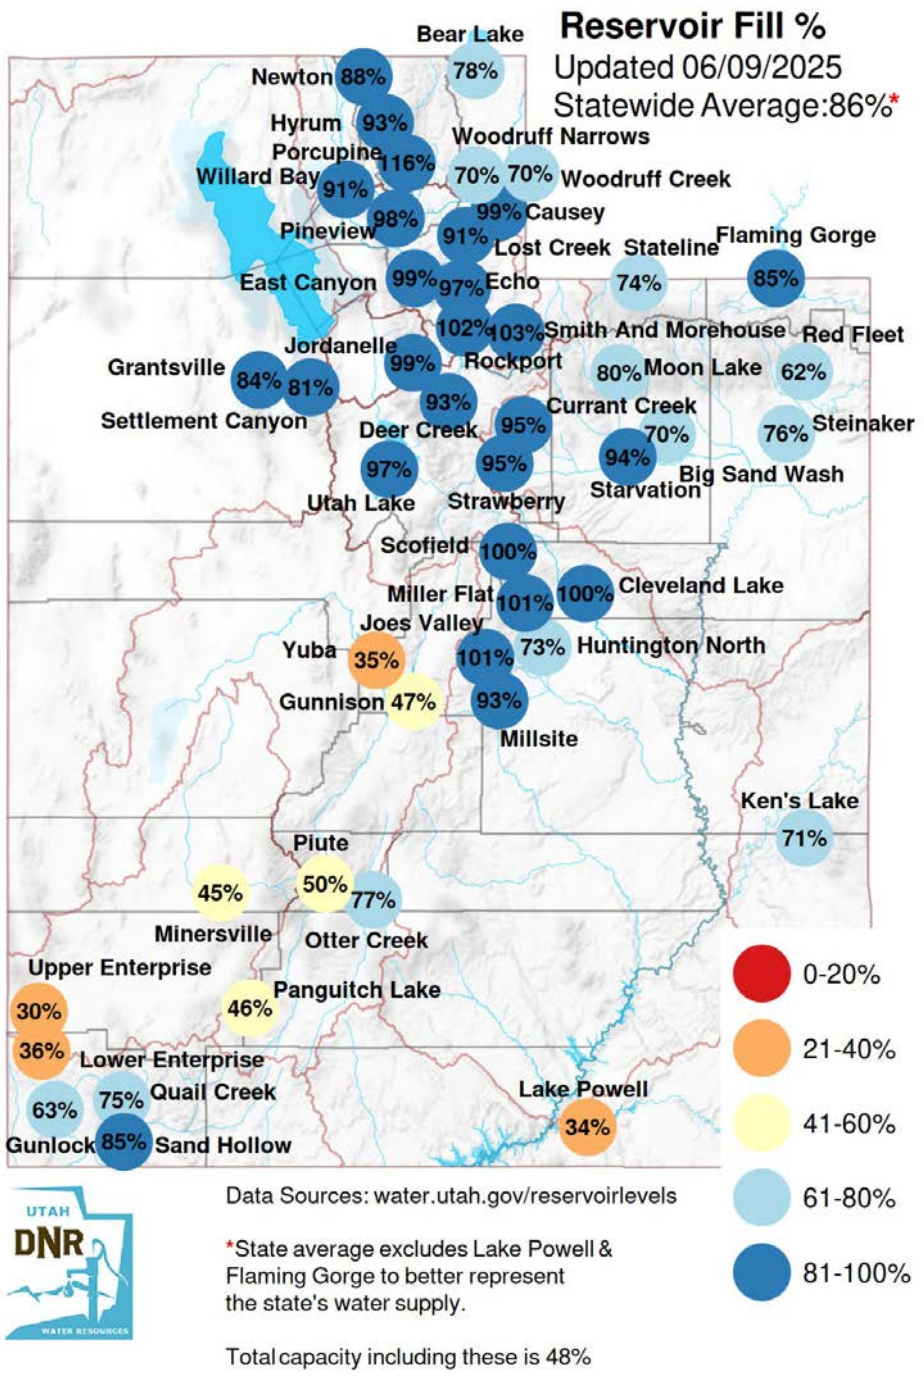 Reservoir Fill %
Updated 06/09/2025
Statewide Average:86%*
Bear Lake
78%
Newton 88%
Hyrum 93%
Porcupine 116%
Woodruff Narrows
70% 70% Woodruff Creek
Willard Bay 91%
Pineview 98%
99% Causey
91% Lost Creek
Stateline
74%
Flaming Gorge
85%
East Canyon 99% 97% Echo
102% 103% Smith And Morehouse
Rockport
Red Fleet
62%
Jordanelle
99%
Grantsville
84% 81%
Settlement Canyon
80% Moon Lake
93%
Deer Creek
Currant Creek
95%
70%
76% Steinaker
97%
Utah Lake
95%
Strawberry
94%
Starvation
Big Sand Wash
Scofield 100%
Miller Flat 101% 100% Cleveland Lake
Joes Valley
101% 73% Huntington North
Yuba 35%
Gunnison 47%
93%
Millsite
Ken's Lake
71%
Piute
50% 77%
Otter Creek
45%
Minersville
Upper Enterprise
30%
46% Panguitch Lake
36%
Lower Enterprise
63% 75% Quail Creek
Gunlock 85% Sand Hollow
Lake Powell
34%
0-20%
21-40%
41-60%
61-80%
81-100%
UTAH
DNR
WATER RESOURCES
Data Sources: water.utah.gov/reservoirlevels
*State average excludes Lake Powell &
Flaming Gorge to better represent
the state's water supply.
Total capacity including these is 48%